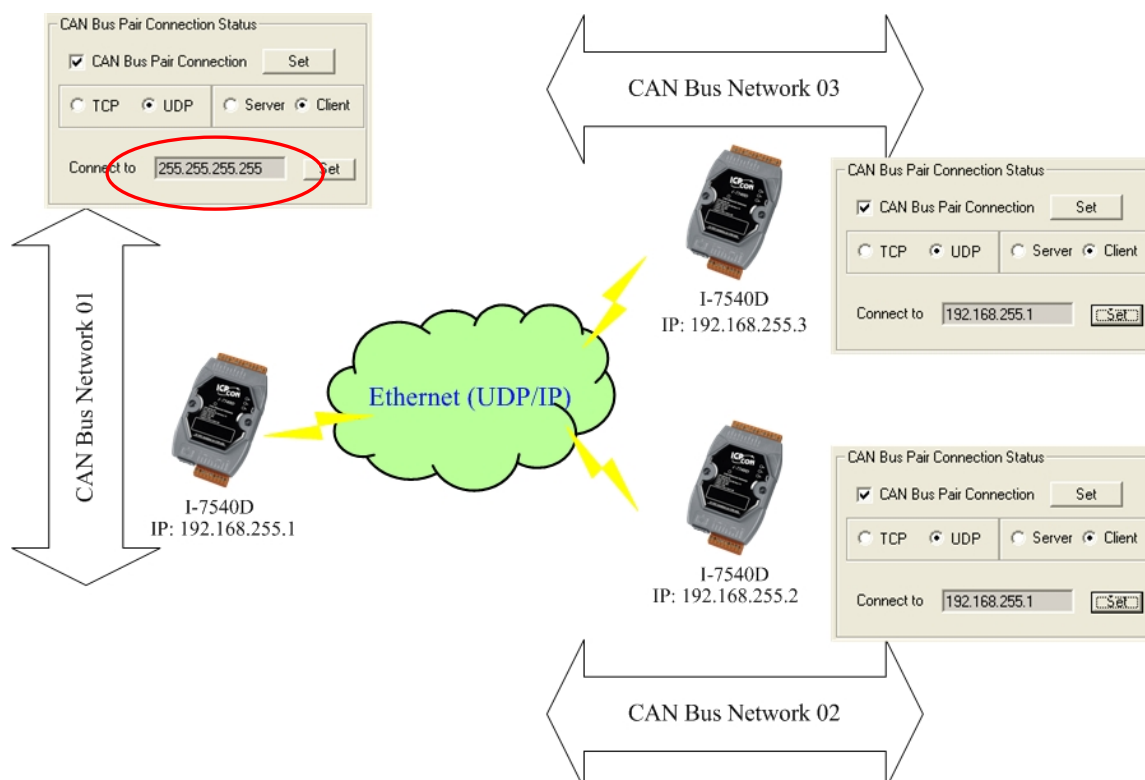 CAN Bus Pair Connection Status
CAN Bus Pair Connection Set
TCP UDP Server Client
Connect to 255.255.255.255 Set
CAN Bus Network 03
CAN Bus Network 01
I-7540D
IP: 192.168.255.3
CAN Bus Pair Connection Status
CAN Bus Pair Connection Set
TCP UDP Server Client
Connect to 192.168.255.1 Set
Ethernet (UDP/IP)
I-7540D
IP: 192.168.255.1
I-7540D
IP: 192.168.255.2
CAN Bus Pair Connection Status
CAN Bus Pair Connection Set
TCP UDP Server Client
Connect to 192.168.255.1 Set
CAN Bus Network 02